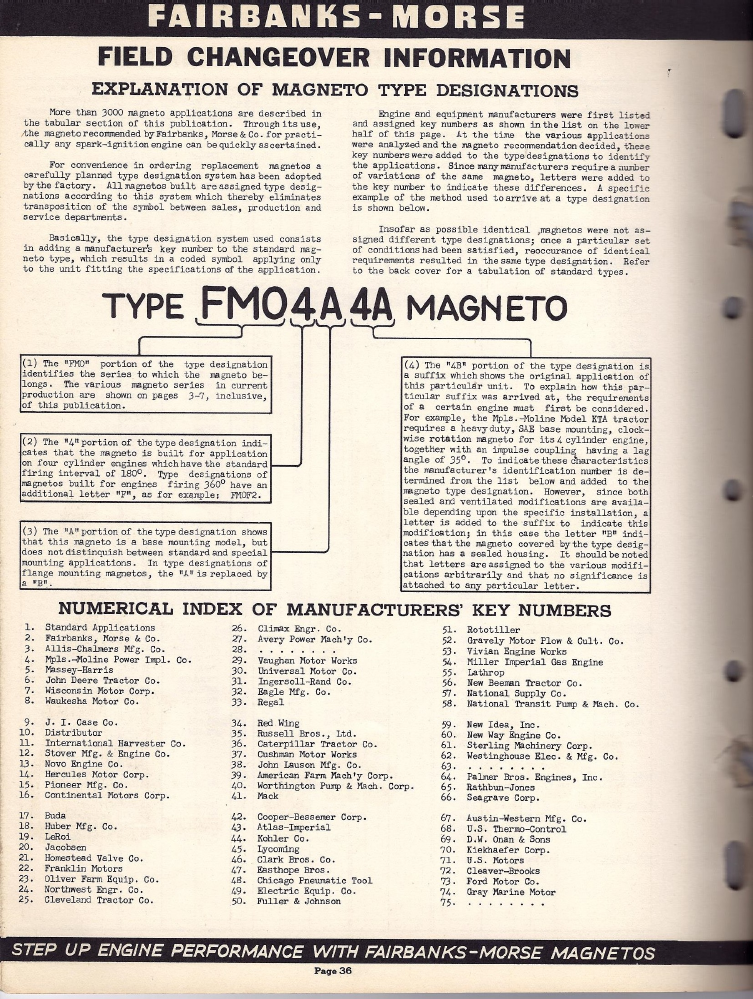 FAIRBANKS-MORSE
FIELD CHANGEOVER INFORMATION
EXPLANATION OF MAGNETO TYPE DESIGNATIONS
More than 3000 magneto applications are described in
the tabular section of this publication. Through its use,
the magneto recommended by Fairbanks, Morse & Co. for practi-
cally any spark-ignition engine can be quickly ascertained.
For convenience in ordering replacement magnetos a
carefully planned type designation system has been adopted
by the factory. All magnetos built are assigned type desig-
nations according to this system which thereby eliminates
transposition of the symbol between sales, production and
service departments.
Basically, the type designation system used consists
in adding a manufacturer's key number to the standard mag-
neto type, which results in a coded symbol applying only
to the unit fitting the specifications of the application.
Engine and equipment manufacturers were first listed
and assigned key numbers as shown in the list on the lower
half of this page. At the time the various applications
were analyzed and the magneto recommendation decided, these
key numbers were added to the type designations to identify
the applications. Since many manufacturers require a number
of variations of the same magneto, letters were added to
the key number to indicate these differences. A specific
example of the method used to arrive at a type designation
is shown below.
Insofar as possible identical ,magnetos were not as-
signed different type designations; once a particular set
of conditions had been satisfied, reoccurance of identical
requirements resulted in the same type designation. Refer
to the back cover for a tabulation of standard types.
TYPE FMO4A4A MAGNETO
(1) The "FMO" portion of the type designation
identifies the series to which the magneto be-
longs. The various magneto series in current
production are shown on pages 3-7, inclusive,
of this publication.
(2) The "4" portion of the type designation indi-
cates that the magneto is built for application
on four cylinder engines which have the standard
firing interval of 180°. Type designations of
magnetos built for engines firing 360° have an
additional letter "F", as for example; FMOF2.
(3) The "A" portion of the type designation shows
that this magneto is a base mounting model, but
does not distinguish between standard and special
mounting applications. In type designations of
flange mounting magnetos, the "A" is replaced by
a "B".
(4) The "4B" portion of the type designation is
a suffix which shows the original application of
this particular unit. To explain how this par-
ticular suffix was arrived at, the requirements
of a certain engine must first be considered.
For example, the Mpls.-Moline Model KTA tractor
requires a heavy duty, SAE base mounting, clock-
wise rotation magneto for its 4 cylinder engine,
together with an impulse coupling having a lag
angle of 35°. To indicate these characteristics
the manufacturer's identification number is de-
termined from the list below and added to the
magneto type designation. However, since both
sealed and ventilated modifications are availa-
ble depending upon the specific installation, a
letter is added to the suffix to indicate this
modification; in this case the letter "B" indi-
cates that the magneto covered by the type desig-
nation has a sealed housing. It should be noted
that letters are assigned to the various modifi-
cations arbitrarily and that no significance is
attached to any particular letter.
NUMERICAL INDEX OF MANUFACTURERS' KEY NUMBERS
1. Standard Applications
2. Fairbanks, Morse & Co.
3. Allis-Chalmers Mfg. Co.
4. Mpls.-Moline Power Impl. Co.
5. Massey-Harris
6. John Deere Tractor Co.
7. Wisconsin Motor Corp.
8. Waukesha Motor Co.
9. J. I. Case Co.
10. Distributor
11. International Harvester Co.
12. Stover Mfg. & Engine Co.
13. Novo Engine Co.
14. Hercules Motor Corp.
15. Pioneer Mfg. Co.
16. Continental Motors Corp.
17. Buda
18. Huber Mfg. Co.
19. LeRoi
20. Jacobsen
21. Homestead Valve Co.
22. Franklin Motors
23. Oliver Farm Equip. Co.
24. Northwest Engr. Co.
25. Cleveland Tractor Co.
26. Climax Engr. Co.
27. Avery Power Mach'y Co.
28. . . . . . . . .
29. Vaughan Motor Works
30. Universal Motor Co.
31. Ingersoll-Rand Co.
32. Eagle Mfg. Co.
33. Regal
34. Red Wing
35. Russell Bros., Ltd.
36. Caterpillar Tractor Co.
37. Cushman Motor Works
38. John Lauson Mfg. Co.
39. American Farm Mach'y Corp.
40. Worthington Pump & Mach. Corp.
41. Mack
42. Cooper-Bessemer Corp.
43. Atlas-Imperial
44. Kohler Co.
45. Lycoming
46. Clark Bros. Co.
47. Easthope Bros.
48. Chicago Pneumatic Tool
49. Electric Equip. Co.
50. Fuller & Johnson
51. Rototiller
52. Gravely Motor Plow & Cult. Co.
53. Vivian Engine Works
54. Miller Imperial Gas Engine
55. Lathrop
56. New Beeman Tractor Co.
57. National Supply Co.
58. National Transit Pump & Mach. Co.
59. New Idea, Inc.
60. New Way Engine Co.
61. Sterling Machinery Corp.
62. Westinghouse Elec. & Mfg. Co.
63. . . . . . . . .
64. Palmer Bros. Engines, Inc.
65. Rathbun-Jones
66. Seagrave Corp.
67. Austin-Western Mfg. Co.
68. U.S. Thermo-Control
69. D.W. Onan & Sons
70. Kiekhaefer Corp.
71. U.S. Motors
72. Cleaver-Brooks
73. Ford Motor Co.
74. Gray Marine Motor
75. . . . . . . . .
STEP UP ENGINE PERFORMANCE WITH FAIRBANKS-MORSE MAGNETOS
Page 36